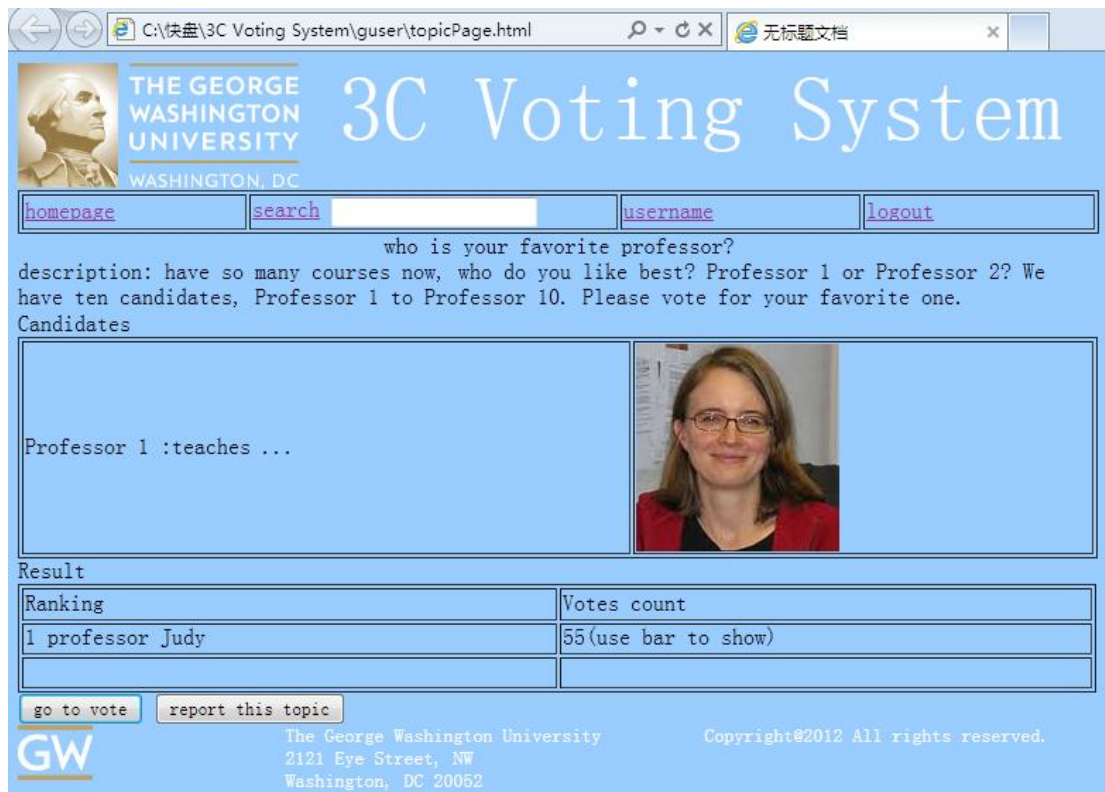 C:\快盘\3C Voting System\guser\topicPage.html
无标题文档
THE GEORGE
WASHINGTON
UNIVERSITY
WASHINGTON, DC
3C Voting System
homepage
search
username
logout
who is your favorite professor?
description: have so many courses now, who do you like best? Professor 1 or Professor 2? We
have ten candidates, Professor 1 to Professor 10. Please vote for your favorite one.
Candidates
Professor 1 :teaches ...
Result
Ranking
Votes count
1 professor Judy
55(use bar to show)
go to vote
report this topic
GW
The George Washington University
2121 Eye Street, NW
Washington, DC 20052
Copyright@2012 All rights reserved.